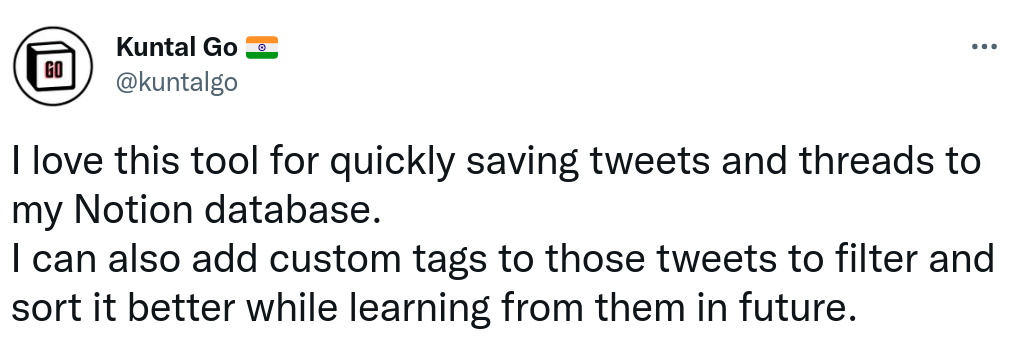 GO
Kuntal Go 🇮🇳
@kuntalgo
I love this tool for quickly saving tweets and threads to
my Notion database.
I can also add custom tags to those tweets to filter and
sort it better while learning from them in future.